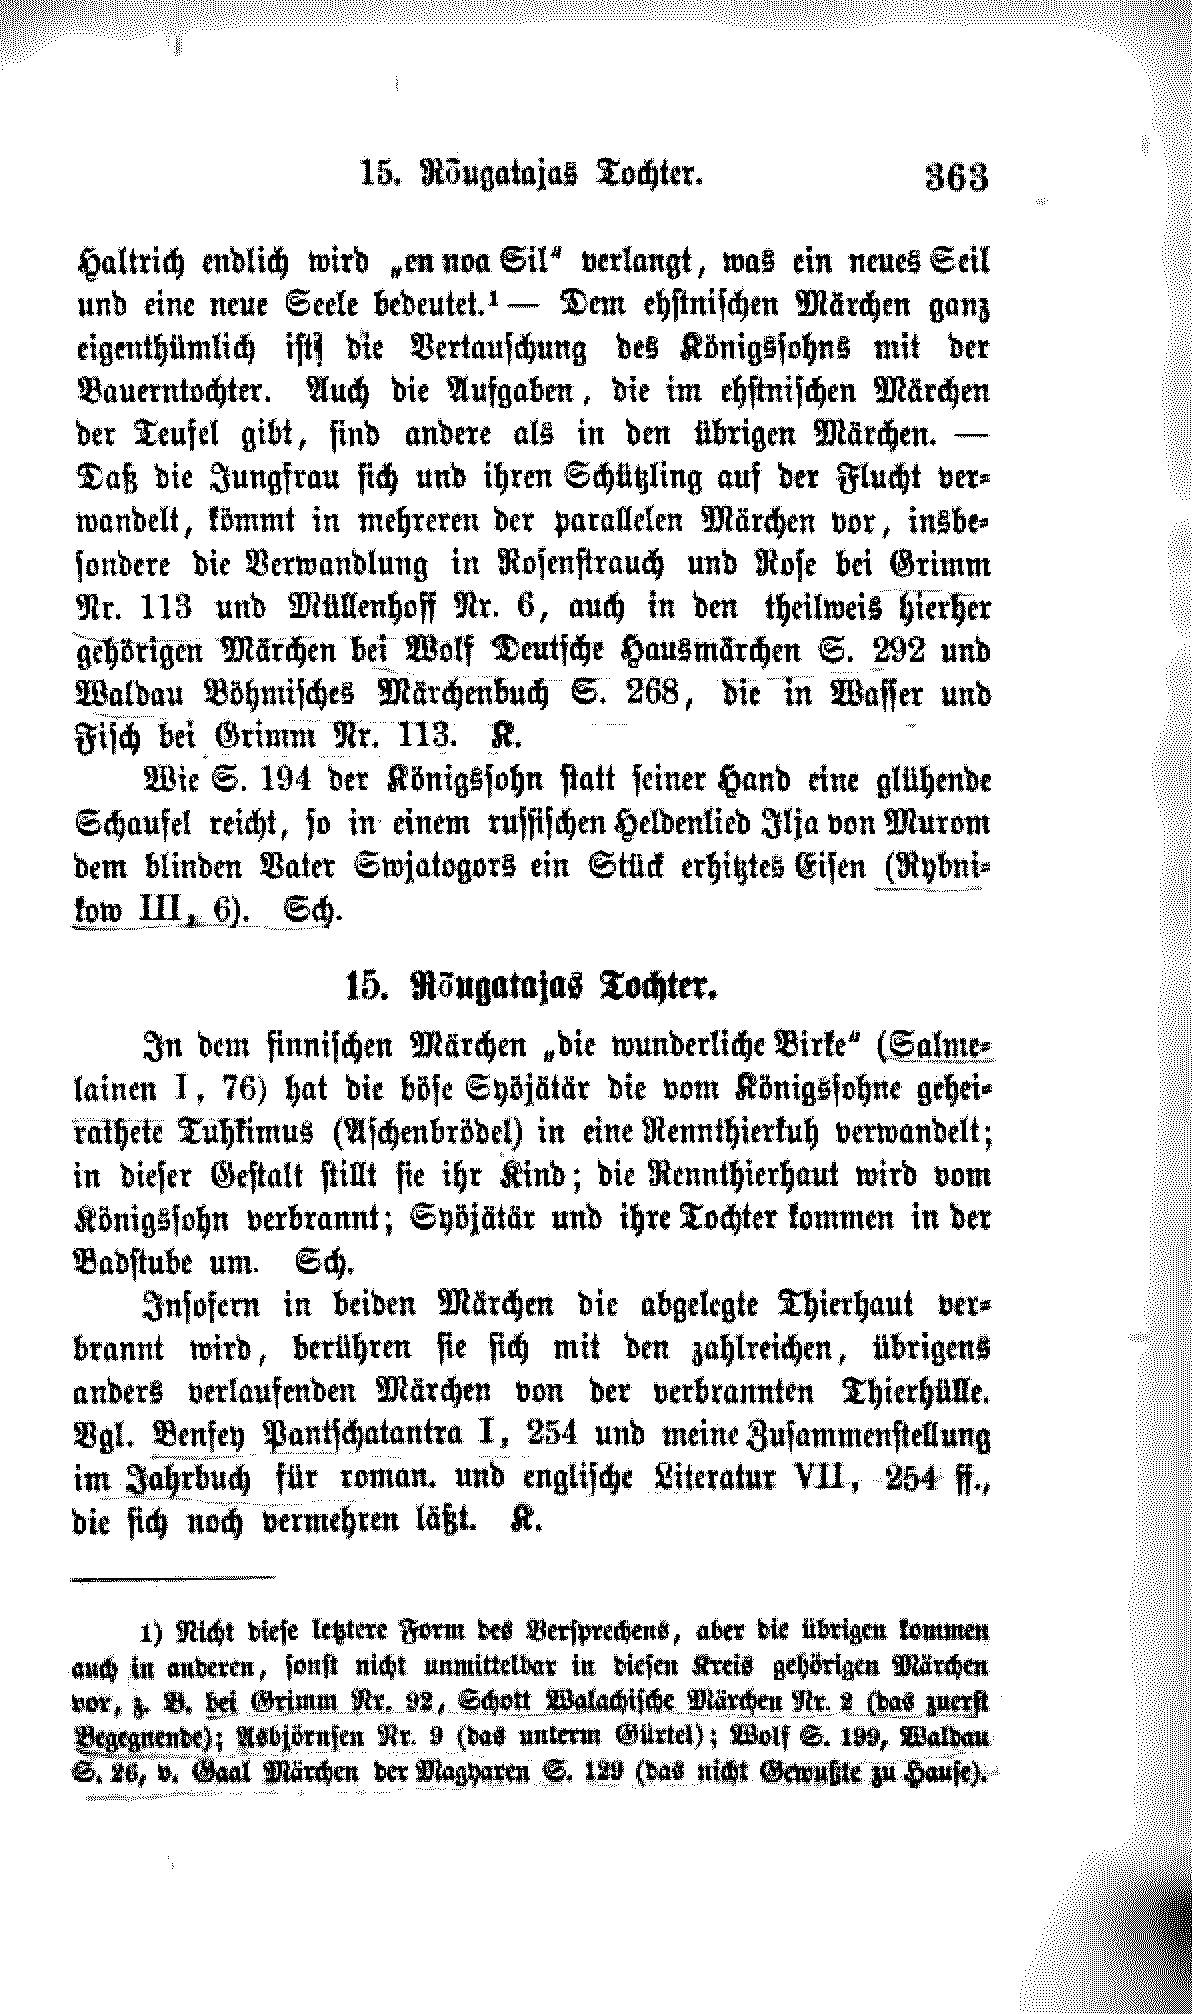 15. Rõugatajas Tochter. 363
Haltrich endlich wird „en noa Sil“ verlangt, was ein neues Seil
und eine neue Seele bedeutet.¹ — Dem ehstnischen Märchen ganz
eigenthümlich ist die Vertauschung des Königssohns mit der
Bauerntochter. Auch die Aufgaben, die im ehstnischen Märchen
der Teufel gibt, sind andere als in den übrigen Märchen. —
Daß die Jungfrau sich und ihren Schützling auf der Flucht ver-
wandelt, kömmt in mehreren der parallelen Märchen vor, insbe-
sondere die Verwandlung in Rosenstrauch und Rose bei Grimm
Nr. 113 und Müllenhoff Nr. 6, auch in den theilweis hierher
gehörigen Märchen bei Wolf Deutsche Hausmärchen S. 292 und
Waldau Böhmisches Märchenbuch S. 268, die in Wasser und
Fisch bei Grimm Nr. 113. K.
Wie S. 194 der Königssohn statt seiner Hand eine glühende
Schaufel reicht, so in einem russischen Heldenlied Ilja von Murom
dem blinden Vater Swjatogors ein Stück erhitztes Eisen (Rybni-
kow III, 6). Sch.
15. Rõugatajas Tochter.
In dem finnischen Märchen „die wunderliche Birke“ (Salme-
lainen I, 76) hat die böse Syöjätär die vom Königssohne gehei-
rathete Tuhkimus (Aschenbrödel) in eine Rennthierkuh verwandelt;
in dieser Gestalt stillt sie ihr Kind; die Rennthierhaut wird vom
Königssohn verbrannt; Syöjätär und ihre Tochter kommen in der
Badstube um. Sch.
Insofern in beiden Märchen die abgelegte Thierhaut ver-
brannt wird, berühren sie sich mit den zahlreichen, übrigens
anders verlaufenden Märchen von der verbrannten Thierhülle.
Vgl. Benfey Pantschatantra I, 254 und meine Zusammenstellung
im Jahrbuch für roman. und englische Literatur VII, 254 ff.,
die sich noch vermehren läßt. K.
1) Nicht diese letztere Form des Versprechens, aber die übrigen kommen
auch in anderen, sonst nicht unmittelbar in diesen Kreis gehörigen Märchen
vor, z. B. bei Grimm Nr. 92, Schott Walachische Märchen Nr. 2 (das zuerst
Begegnende); Asbjörnsen Nr. 9 (das unterm Gürtel); Wolf S. 199, Waldau
S. 26, v. Gaal Märchen der Magyaren S. 129 (das nicht Gewußte zu Hause).